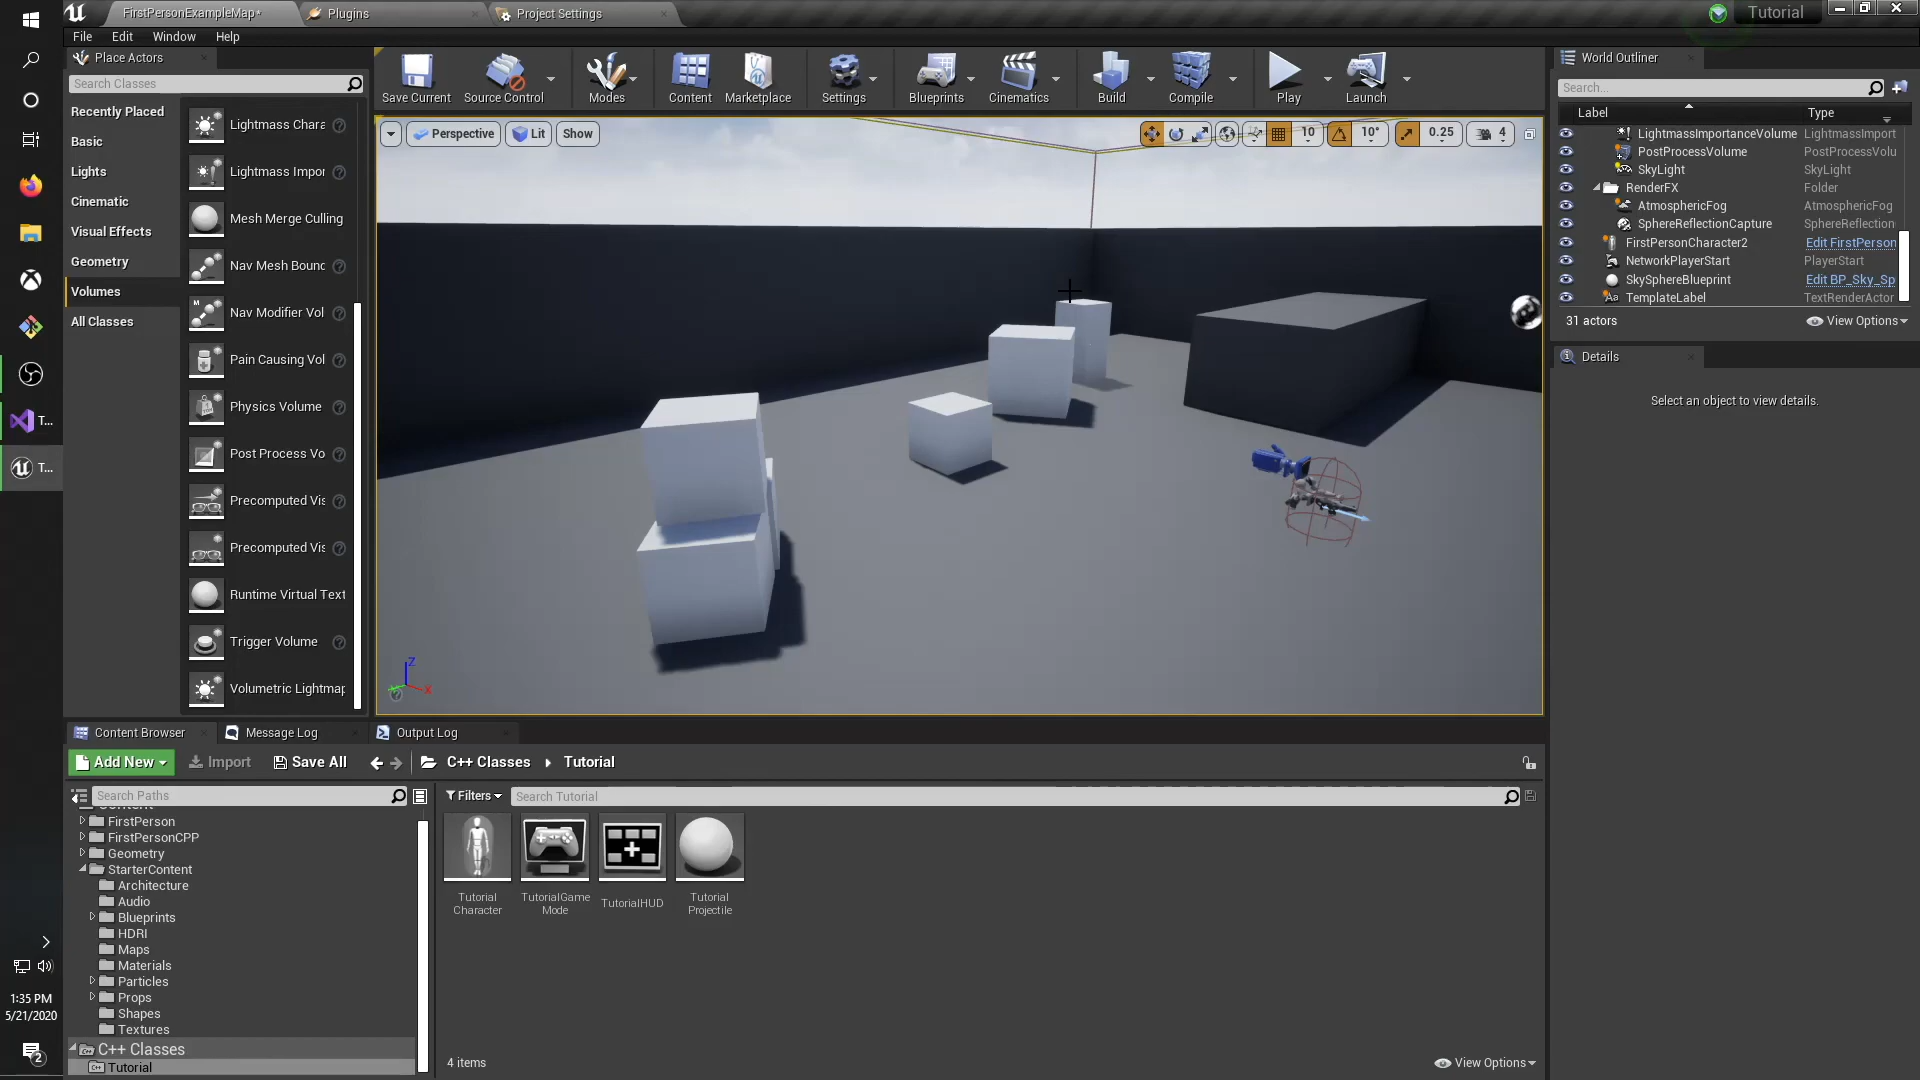 FirstPersonExampleMap*
Plugins
Project Settings
Tutorial
File Edit Window Help
Place Actors
Search Classes
Recently Placed
Basic
Lights
Cinematic
Visual Effects
Geometry
Volumes
All Classes
Lightmass Chara
Lightmass Impor
Mesh Merge Culling
Nav Mesh Bounc
Nav Modifier Vol
Pain Causing Vol
Physics Volume
Post Process Vo
Precomputed Vis
Precomputed Vis
Runtime Virtual Text
Trigger Volume
Volumetric Lightmap
Save Current
Source Control
Modes
Content
Marketplace
Settings
Blueprints
Cinematics
Build
Compile
Play
Launch
Perspective
Lit
Show
10
10°
0.25
4
Z
X
World Outliner
Search...
Label Type
LightmassImportanceVolume LightmassImport
PostProcessVolume PostProcessVolu
SkyLight SkyLight
RenderFX Folder
AtmosphericFog AtmosphericFog
SphereReflectionCapture SphereReflection
FirstPersonCharacter2 Edit FirstPerson
NetworkPlayerStart PlayerStart
SkySphereBlueprint Edit BP_Sky_Sp
TemplateLabel TextRenderActor
31 actors
View Options
Details
Select an object to view details.
Content Browser
Message Log
Output Log
Add New
Import
Save All
C++ Classes
Tutorial
Search Paths
Filters
Search Tutorial
Content
FirstPerson
FirstPersonCPP
Geometry
StarterContent
Architecture
Audio
Blueprints
HDRI
Maps
Materials
Particles
Props
Shapes
Textures
C++ Classes
Tutorial
Tutorial
Character
TutorialGame
Mode
TutorialHUD
Tutorial
Projectile
4 items
View Options
T...
T...
1:35 PM
5/21/2020
2